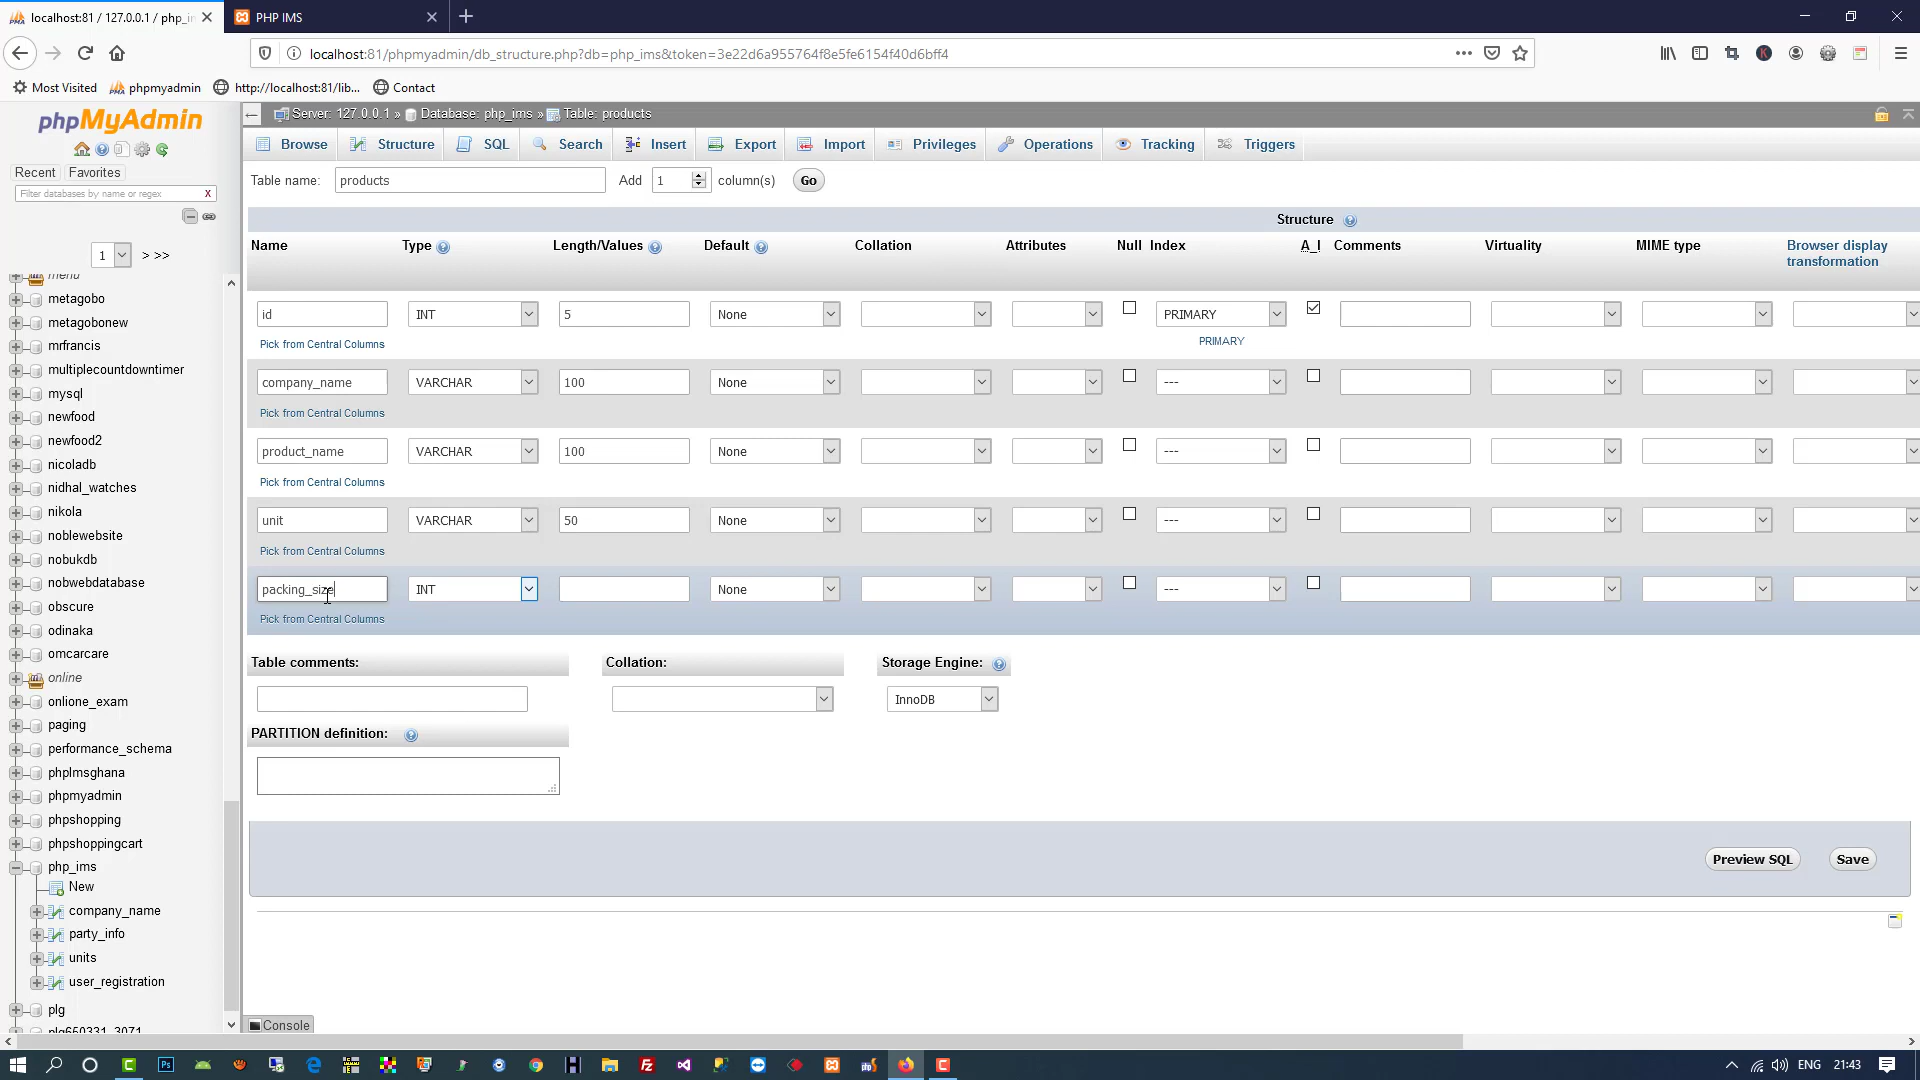 localhost:81 / 127.0.0.1 / php_i
PHP IMS
localhost:81/phpmyadmin/db_structure.php?db=php_ims&token=3e22d6a955764f8e5fe6154f40d6bff4
Most Visited
phpmyadmin
http://localhost:81/lib...
Contact
phpMyAdmin
Recent
Favorites
Filter databases by name or regex
X
1
> >>
menu
metagobo
metagobonew
mrfrancis
multiplecountdowntimer
mysql
newfood
newfood2
nicoladb
nidhal_watches
nikola
noblewebsite
nobukdb
nobwebdatabase
obscure
odinaka
omcarcare
online
onlione_exam
paging
performance_schema
phplmsghana
phpmyadmin
phpshopping
phpshoppingcart
php_ims
New
company_name
party_info
units
user_registration
plg
plg660331_3071
Server: 127.0.0.1 » Database: php_ims » Table: products
Browse
Structure
SQL
Search
Insert
Export
Import
Privileges
Operations
Tracking
Triggers
Table name: products Add 1 column(s) Go
Structure
Name Type Length/Values Default Collation Attributes Null Index A_I Comments Virtuality MIME type Browser display
transformation
id INT 5 None PRIMARY
Pick from Central Columns PRIMARY
company_name VARCHAR 100 None ---
Pick from Central Columns
product_name VARCHAR 100 None ---
Pick from Central Columns
unit VARCHAR 50 None ---
Pick from Central Columns
packing_size INT None ---
Pick from Central Columns
Table comments: Collation: Storage Engine:
InnoDB
PARTITION definition:
Preview SQL
Save
Console
ENG
21:43